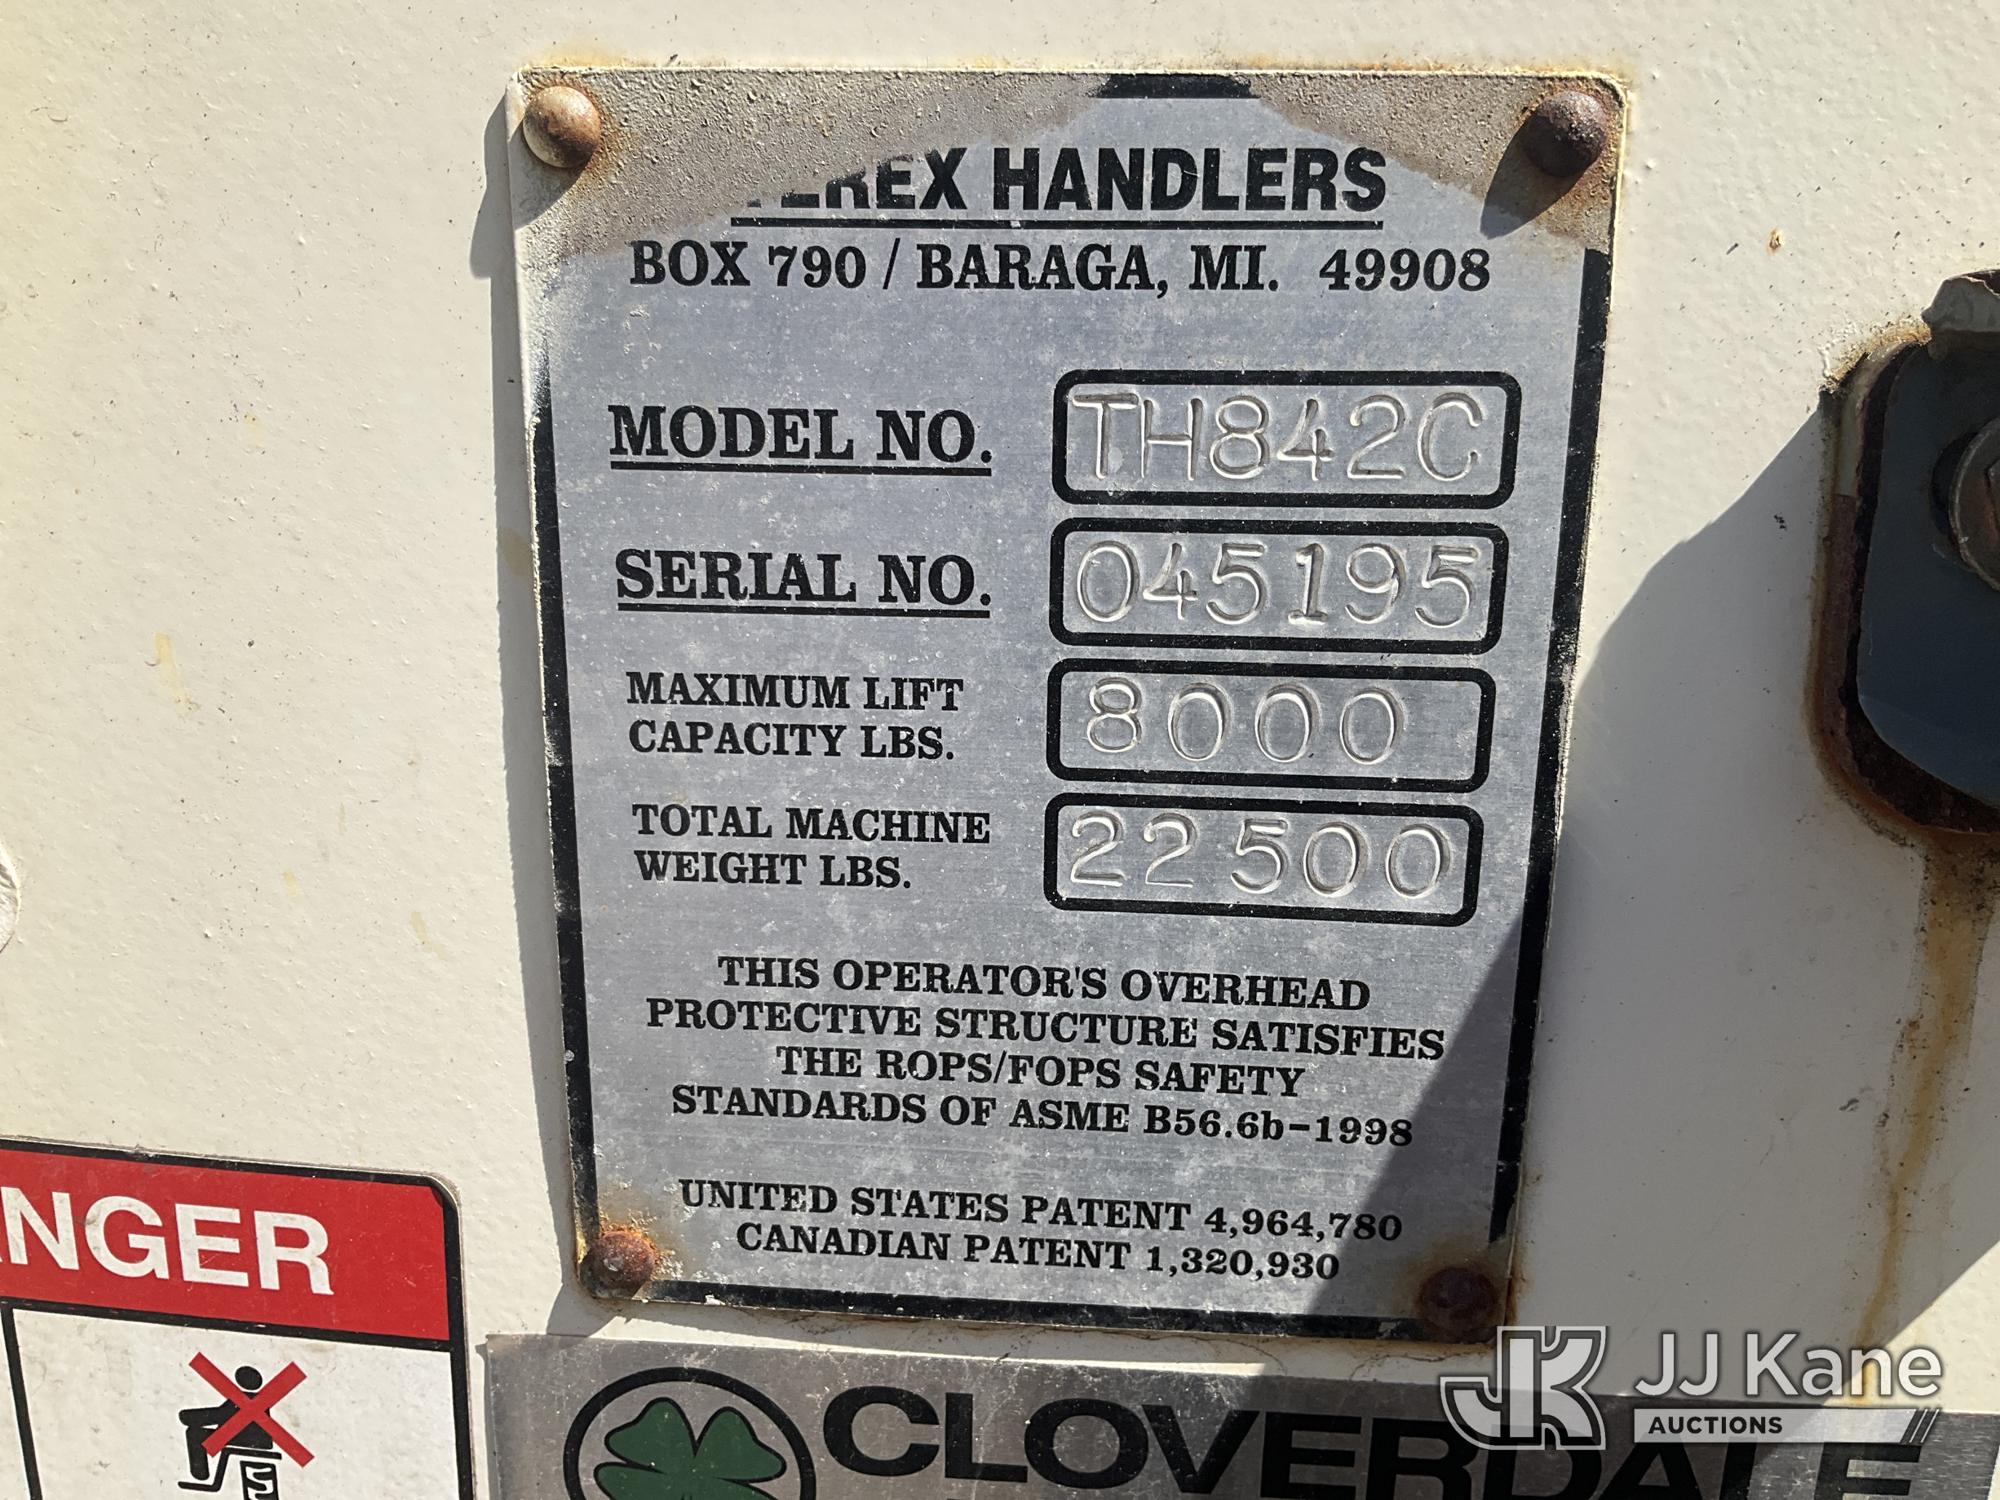 TEREX HANDLERS
BOX 790 / BARAGA, MI. 49908
MODEL NO. TH842C
SERIAL NO. 045195
MAXIMUM LIFT
CAPACITY LBS. 8000
TOTAL MACHINE
WEIGHT LBS. 22500
THIS OPERATOR'S OVERHEAD
PROTECTIVE STRUCTURE SATISFIES
THE ROPS/FOPS SAFETY
STANDARDS OF ASME B56.6b-1998
UNITED STATES PATENT 4,964,780
CANADIAN PATENT 1,320,930
NGER
CLOVERDALE
JK JJ Kane
AUCTIONS